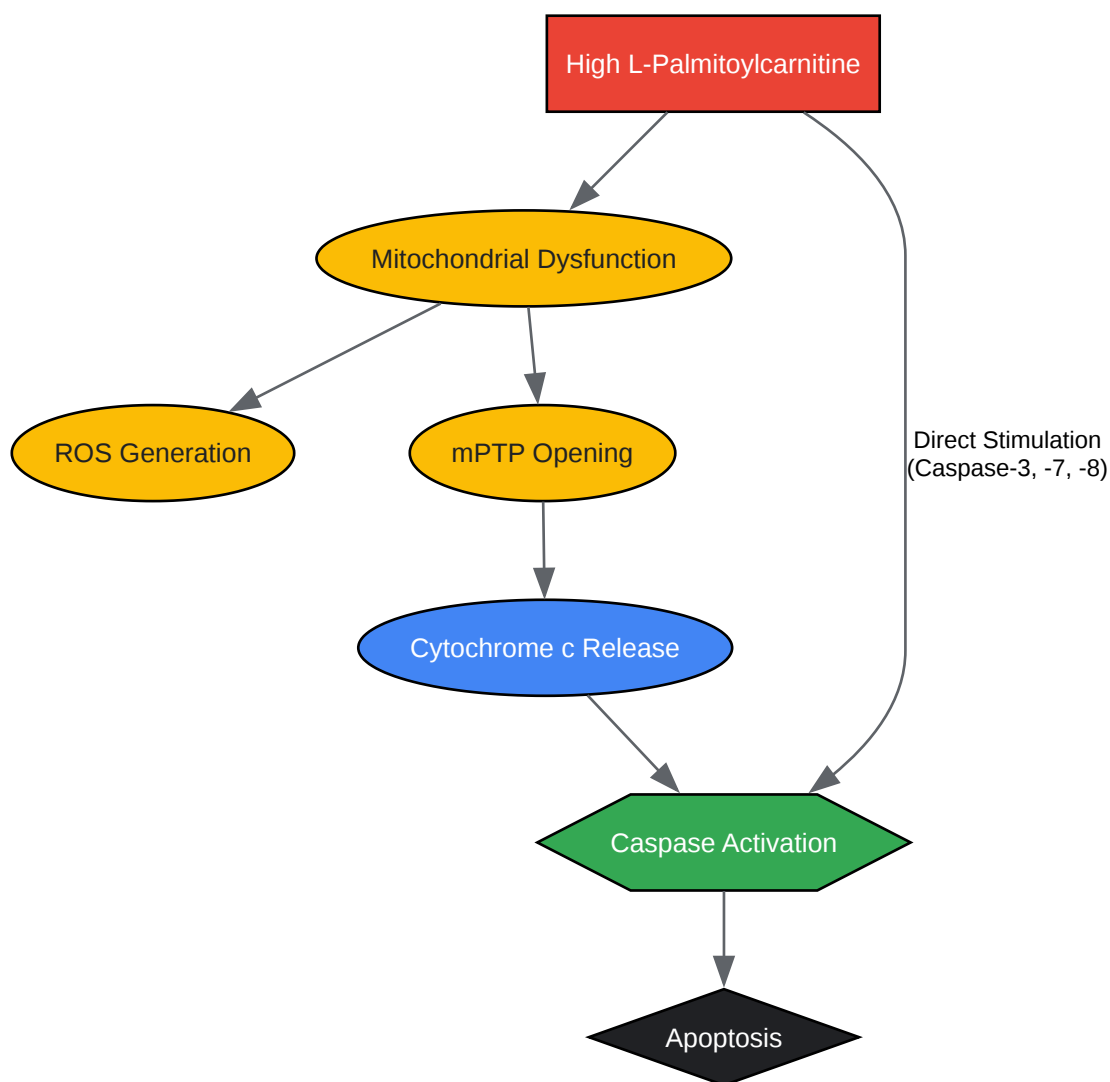 High L-Palmitoylcarnitine
Mitochondrial Dysfunction
ROS Generation
mPTP Opening
Direct Stimulation
(Caspase-3, -7, -8)
Cytochrome c Release
Caspase Activation
Apoptosis